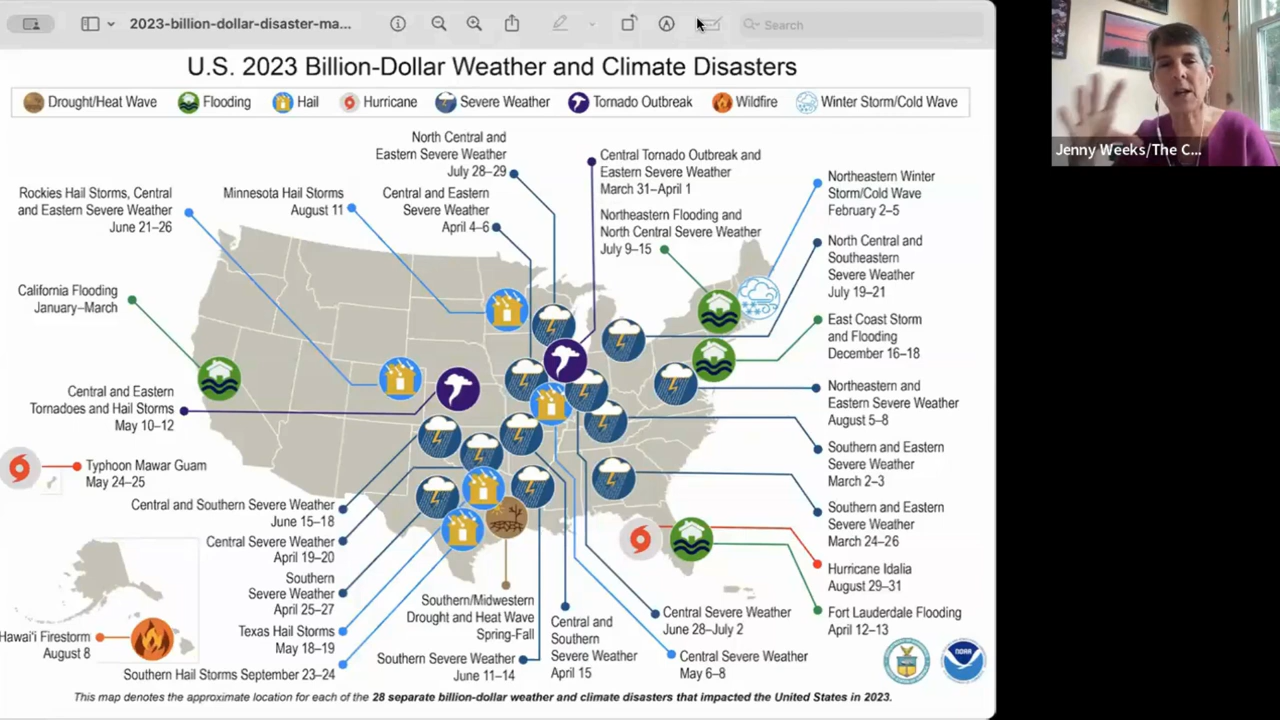 2023-billion-dollar-disaster-ma...
Search
Jenny Weeks/The C...
U.S. 2023 Billion-Dollar Weather and Climate Disasters
Drought/Heat Wave
Flooding
Hail
Hurricane
Severe Weather
Tornado Outbreak
Wildfire
Winter Storm/Cold Wave
North Central and
Eastern Severe Weather
July 28–29
Central Tornado Outbreak and
Eastern Severe Weather
March 31–April 1
Northeastern Winter
Storm/Cold Wave
February 2–5
Rockies Hail Storms, Central
and Eastern Severe Weather
June 21–26
Minnesota Hail Storms
August 11
Central and Eastern
Severe Weather
April 4–6
Northeastern Flooding and
North Central Severe Weather
July 9–15
North Central and
Southeastern
Severe Weather
July 19–21
California Flooding
January–March
East Coast Storm
and Flooding
December 16–18
Central and Eastern
Tornadoes and Hail Storms
May 10–12
Northeastern and
Eastern Severe Weather
August 5–8
Typhoon Mawar Guam
May 24–25
Southern and Eastern
Severe Weather
March 2–3
Central and Southern Severe Weather
June 15–18
Southern and Eastern
Severe Weather
March 24–26
Central Severe Weather
April 19–20
Hurricane Idalia
August 29–31
Southern
Severe Weather
April 25–27
Fort Lauderdale Flooding
April 12–13
Texas Hail Storms
May 18–19
Southern/Midwestern
Drought and Heat Wave
Spring-Fall
Central and
Southern
Severe Weather
April 15
Central Severe Weather
June 28–July 2
Hawai'i Firestorm
August 8
Southern Hail Storms September 23–24
Southern Severe Weather
June 11–14
Central Severe Weather
May 6–8
NOAA
This map denotes the approximate location for each of the 28 separate billion-dollar weather and climate disasters that impacted the United States in 2023.